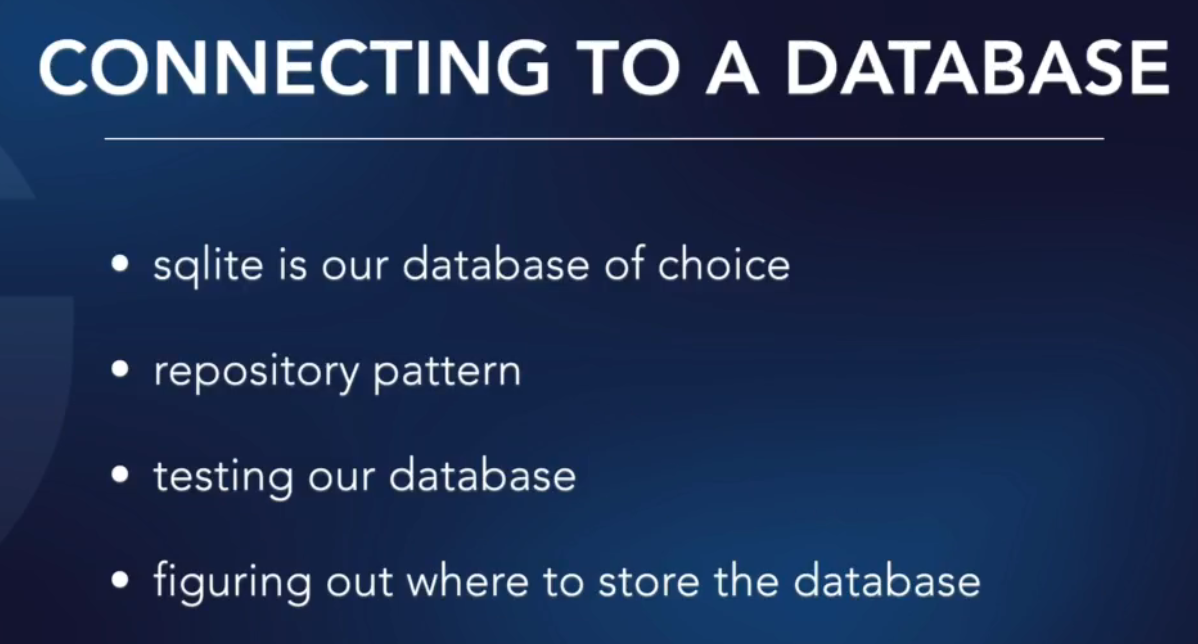 CONNECTING TO A DATABASE
• sqlite is our database of choice
• repository pattern
• testing our database
• figuring out where to store the database